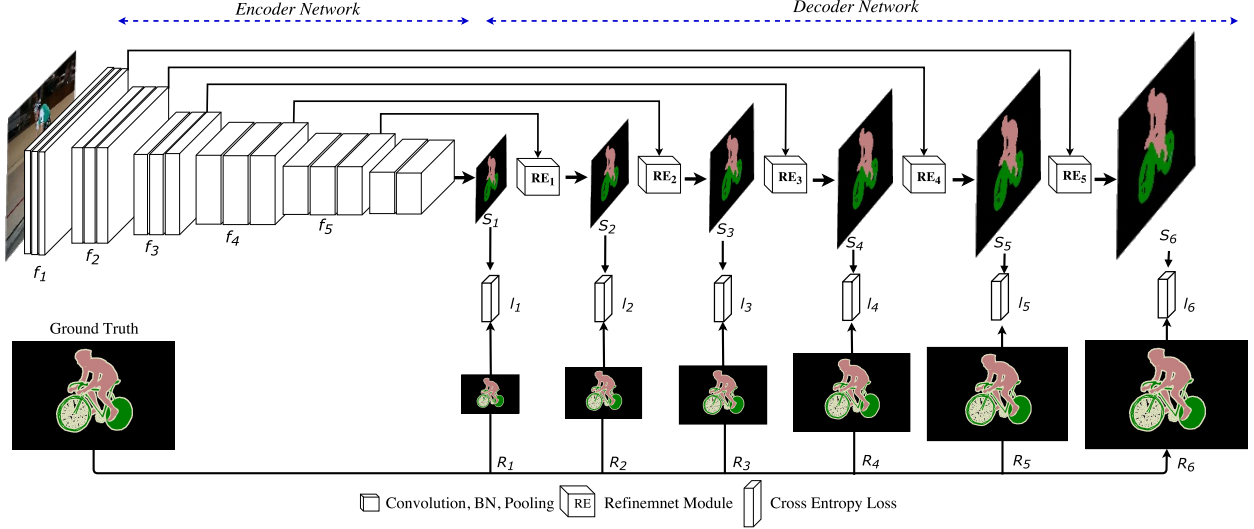 Encoder Network
Decoder Network
RE1
RE2
RE3
RE4
RE5
f1
f2
f3
f4
f5
S1
S2
S3
S4
S5
S6
l1
l2
l3
l4
l5
l6
Ground Truth
R1
R2
R3
R4
R5
R6
Convolution, BN, Pooling
RE
Refinemnet Module
Cross Entropy Loss